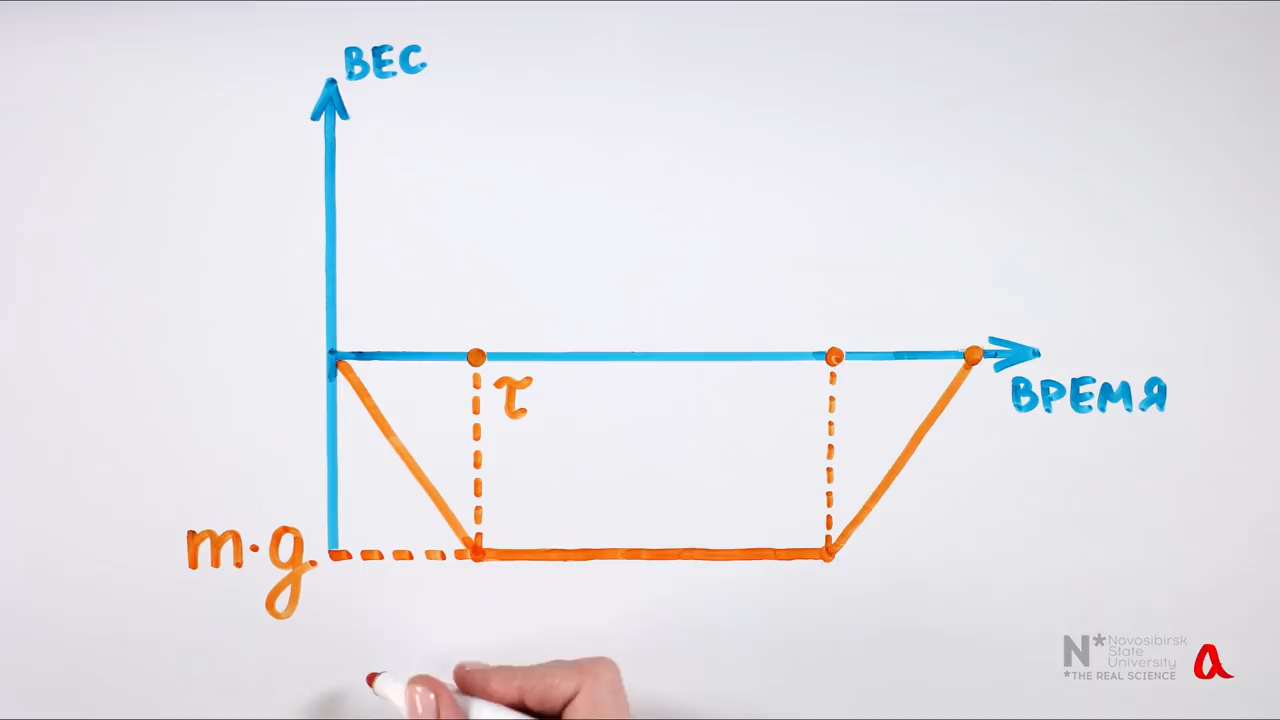 ВЕС
ВРЕМЯ
τ
m·g
N* Novosibirsk
State
University
*THE REAL SCIENCE
a